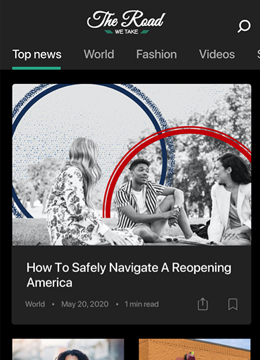 The Road
WE TAKE
Top news World Fashion Videos S
How To Safely Navigate A Reopening
America
World • May 20, 2020 • 1 min read